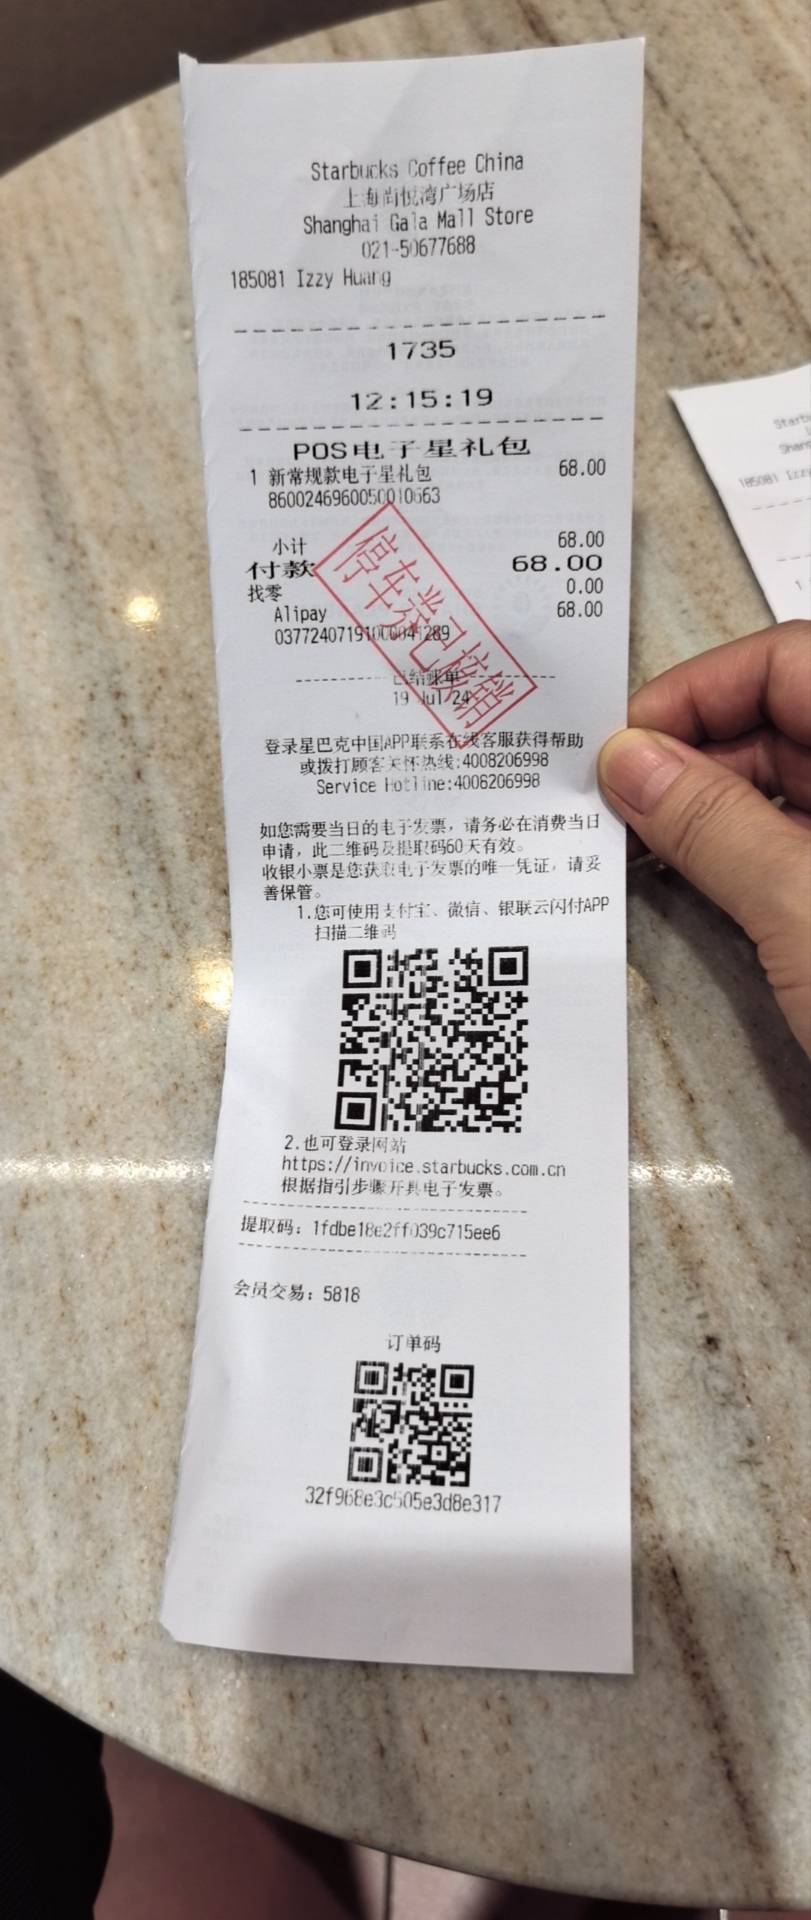 Starbucks Coffee China
上海尚悦湾广场店
Shanghai Gala Mall Store
021-50677688
185081 Izzy Huang
1735
12:15:19
POS电子星礼包
1 新常规款电子星礼包 68.00
8600246960050010663
小计 68.00
付款 68.00
找零 0.00
Alipay 68.00
03772407191000041289
停车券已核销
已结账单
19 Jul 24
登录星巴克中国APP联系在线客服获得帮助
或拨打顾客关怀热线:4008206998
Service Hotline:4008206998
如您需要当日的电子发票，请务必在消费当日
申请，此二维码及提取码60天有效。
收银小票是您获取电子发票的唯一凭证，请妥
善保管。
1.您可使用支付宝、微信、银联云闪付APP
扫描二维码
2.也可登录网站
https://invoice.starbucks.com.cn
根据指引步骤开具电子发票。
提取码：1fdbe18e2ff039c715ee6
会员交易：5818
订单码
32f968e3c505e3d8e317
185081 Izz